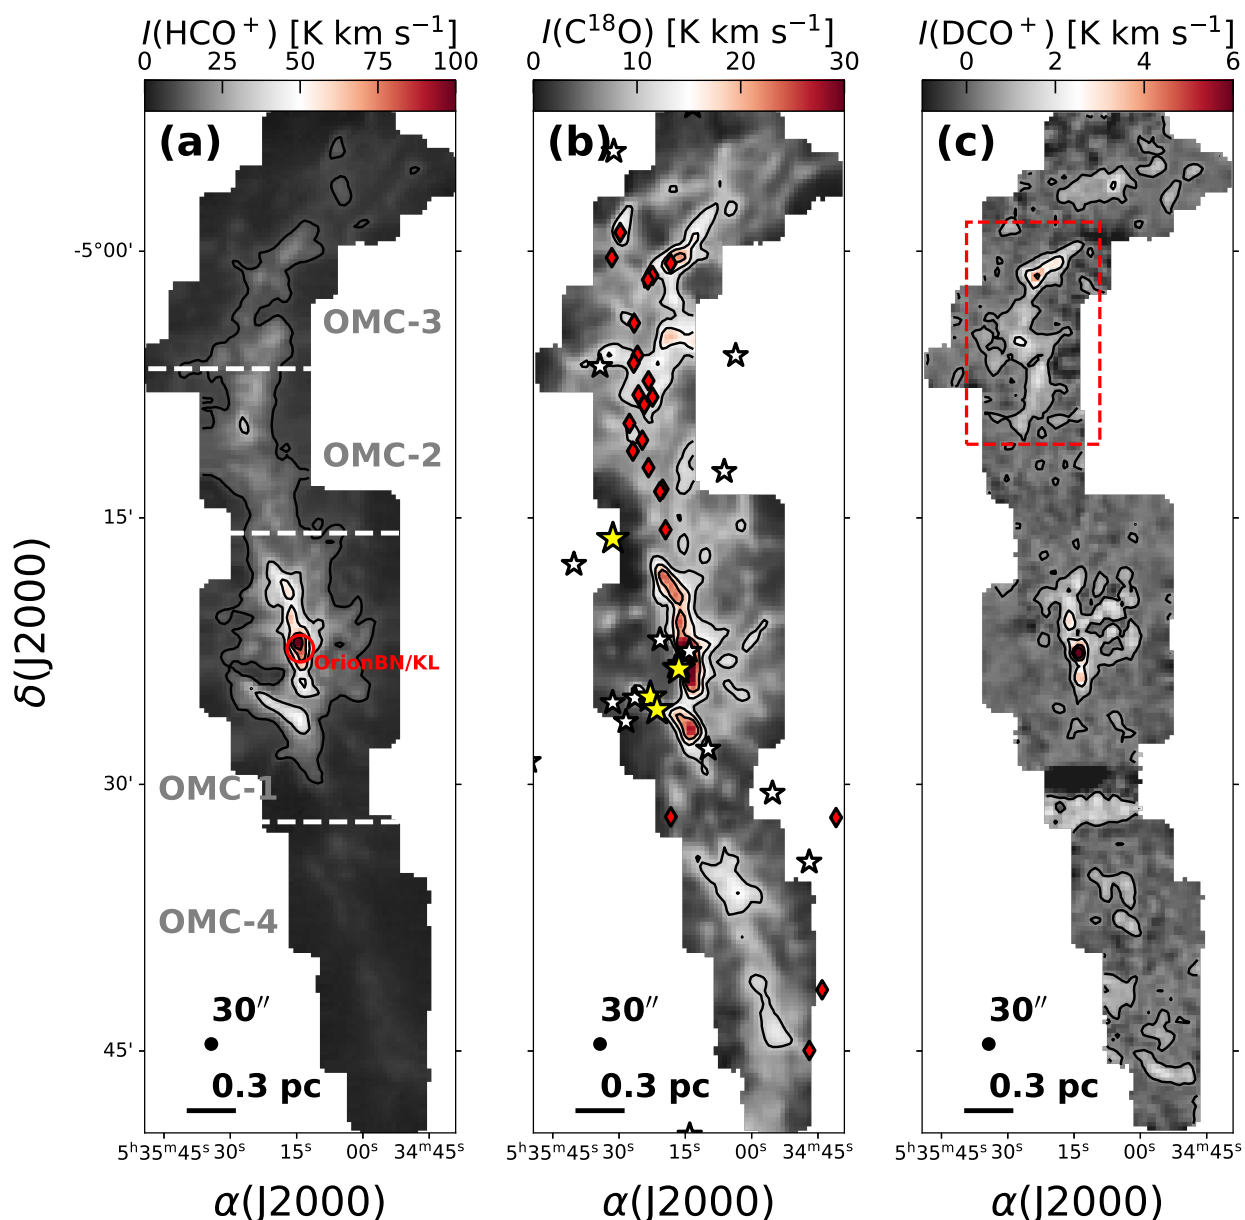 I(HCO⁺) [K km s⁻¹]
0 25 50 75 100
I(C¹⁸O) [K km s⁻¹]
0 10 20 30
I(DCO⁺) [K km s⁻¹]
0 2 4 6
(a)
(b)
(c)
-5°00'
15'
30'
45'
δ(J2000)
OMC-3
OMC-2
OrionBN/KL
OMC-1
OMC-4
30″
0.3 pc
30″
0.3 pc
30″
0.3 pc
5ʰ35ᵐ45ˢ 30ˢ 15ˢ 00ˢ 34ᵐ45ˢ
5ʰ35ᵐ45ˢ 30ˢ 15ˢ 00ˢ 34ᵐ45ˢ
5ʰ35ᵐ45ˢ 30ˢ 15ˢ 00ˢ 34ᵐ45ˢ
α(J2000)
α(J2000)
α(J2000)